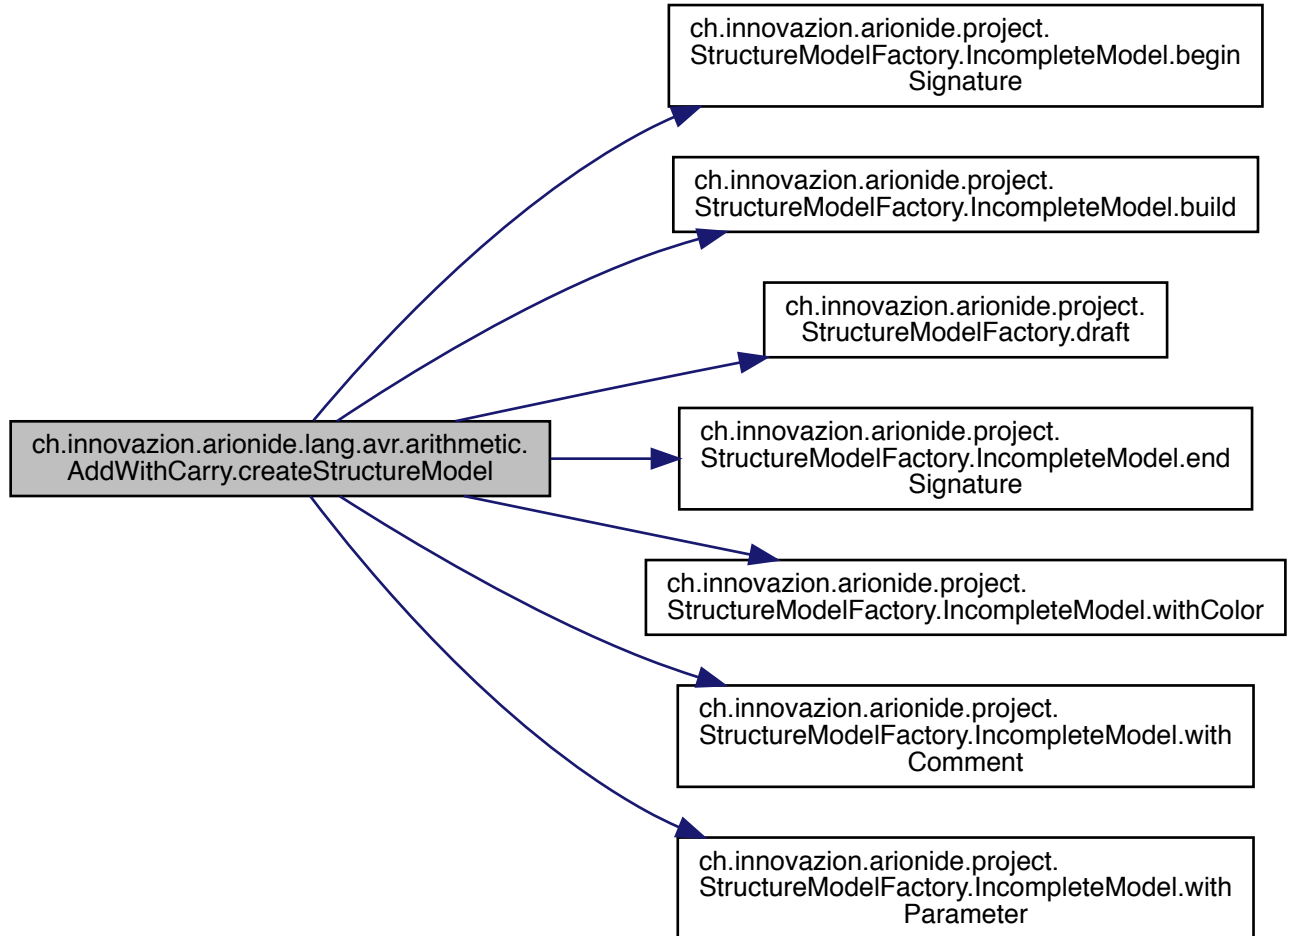 ch.innovazion.arionide.project.
StructureModelFactory.IncompleteModel.begin
Signature
ch.innovazion.arionide.project.
StructureModelFactory.IncompleteModel.build
ch.innovazion.arionide.project.
StructureModelFactory.draft
ch.innovazion.arionide.lang.avr.arithmetic.
AddWithCarry.createStructureModel
ch.innovazion.arionide.project.
StructureModelFactory.IncompleteModel.end
Signature
ch.innovazion.arionide.project.
StructureModelFactory.IncompleteModel.withColor
ch.innovazion.arionide.project.
StructureModelFactory.IncompleteModel.with
Comment
ch.innovazion.arionide.project.
StructureModelFactory.IncompleteModel.with
Parameter